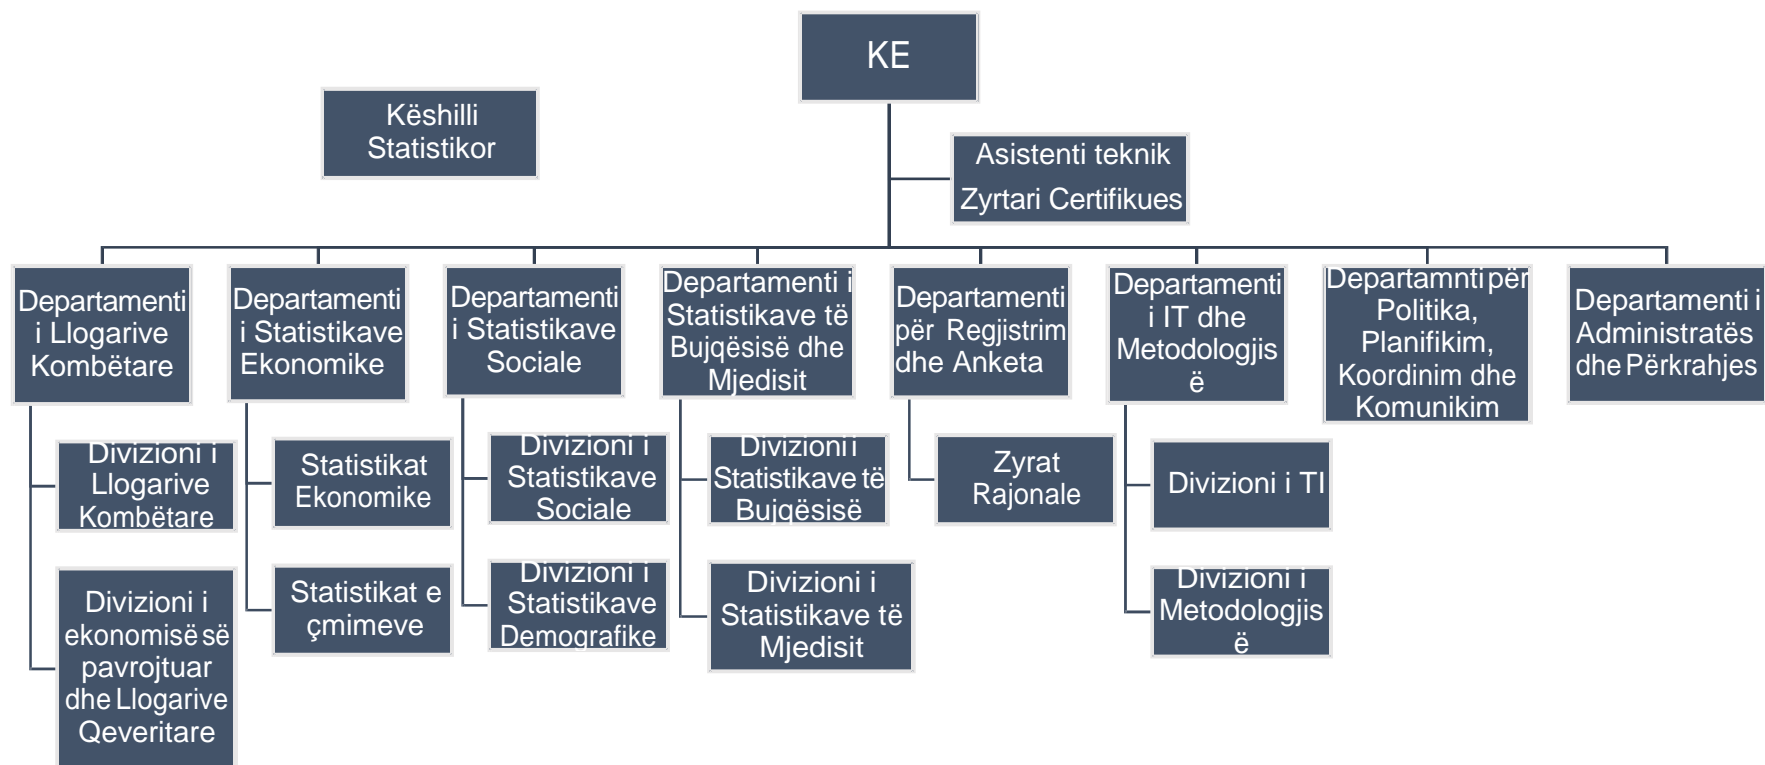 KE
Këshilli
Statistikor
Asistenti teknik
Zyrtari Certifikues
Departamenti
i Llogarive
Kombëtare
Departamenti
i Statistikave
Ekonomike
Departamenti
i Statistikave
Sociale
Departamenti i
Statistikave të
Bujqësisë dhe
Mjedisit
Departamenti
për Regjistrim
dhe Anketa
Departamenti
i IT dhe
Metodologjis
ë
Departamnti për
Politika,
Planifikim,
Koordinim dhe
Komunikim
Departamenti i
Administratës
dhe Përkrahjes
Divizioni i
Llogarive
Kombëtare
Statistikat
Ekonomike
Divizioni i
Statistikave
Sociale
Divizioni i
Statistikave të
Bujqësisë
Zyrat
Rajonale
Divizioni i TI
Divizioni i
ekonomisë së
pavrojtuar
dhe Llogarive
Qeveritare
Statistikat e
çmimeve
Divizioni i
Statistikave
Demografike
Divizioni i
Statistikave të
Mjedisit
Divizioni i
Metodologjis
ë